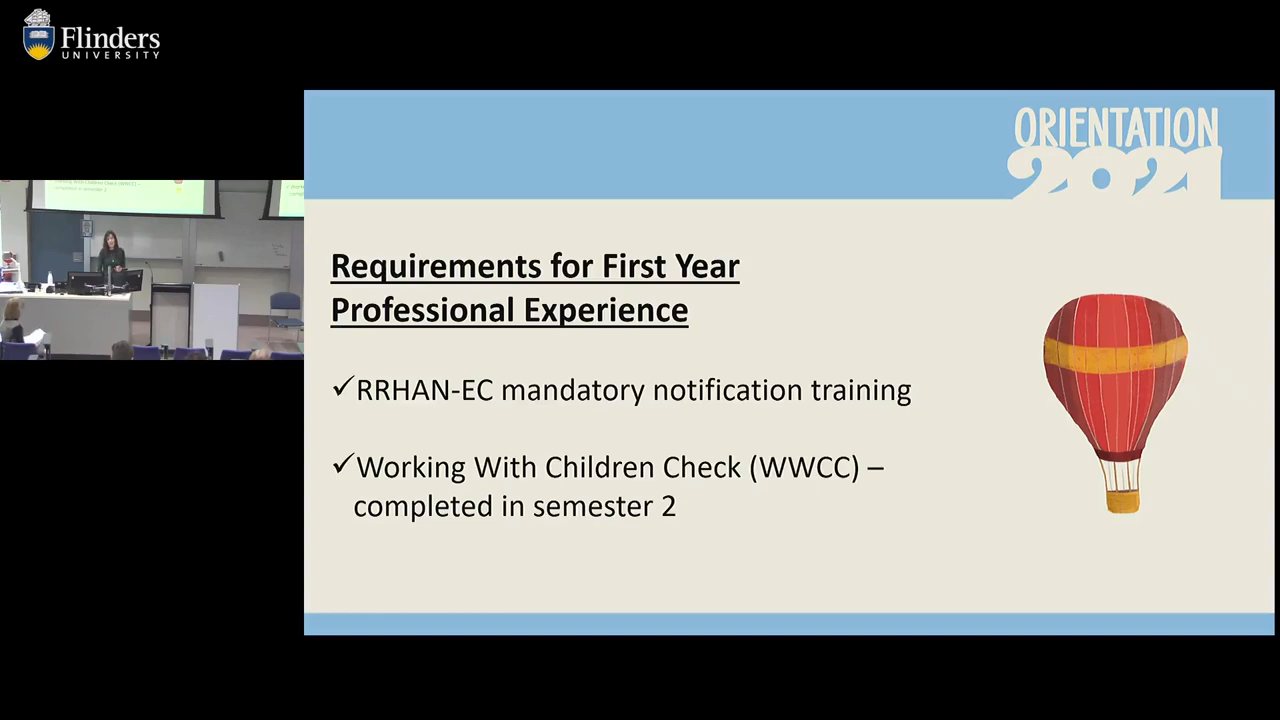 Flinders
UNIVERSITY
ORIENTATION
2021
Requirements for First Year
Professional Experience
✓RRHAN-EC mandatory notification training
✓Working With Children Check (WWCC) –
completed in semester 2